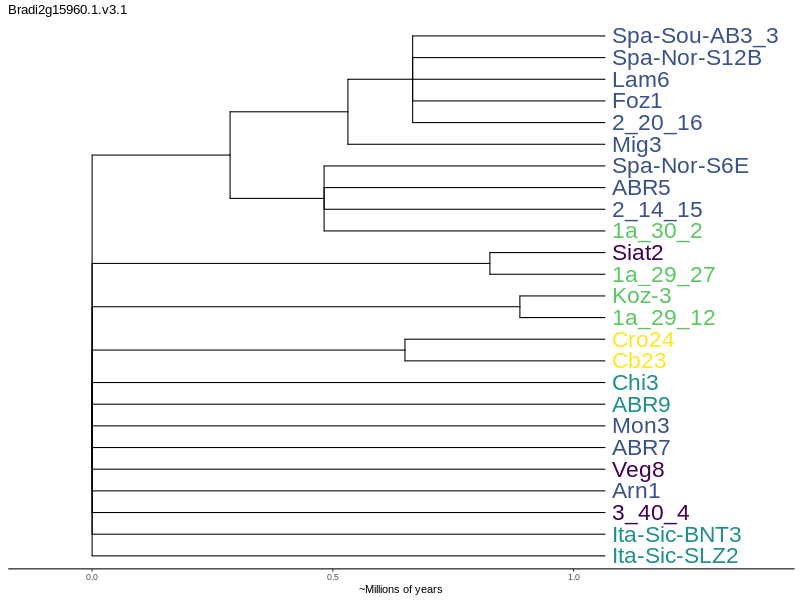 Bradi2g15960.1.v3.1
Spa-Sou-AB3_3
Spa-Nor-S12B
Lam6
Foz1
2_20_16
Mig3
Spa-Nor-S6E
ABR5
2_14_15
1a_30_2
Siat2
1a_29_27
Koz-3
1a_29_12
Cro24
Cb23
Chi3
ABR9
Mon3
ABR7
Veg8
Arn1
3_40_4
Ita-Sic-BNT3
Ita-Sic-SLZ2
0.0 0.5 1.0
~Millions of years